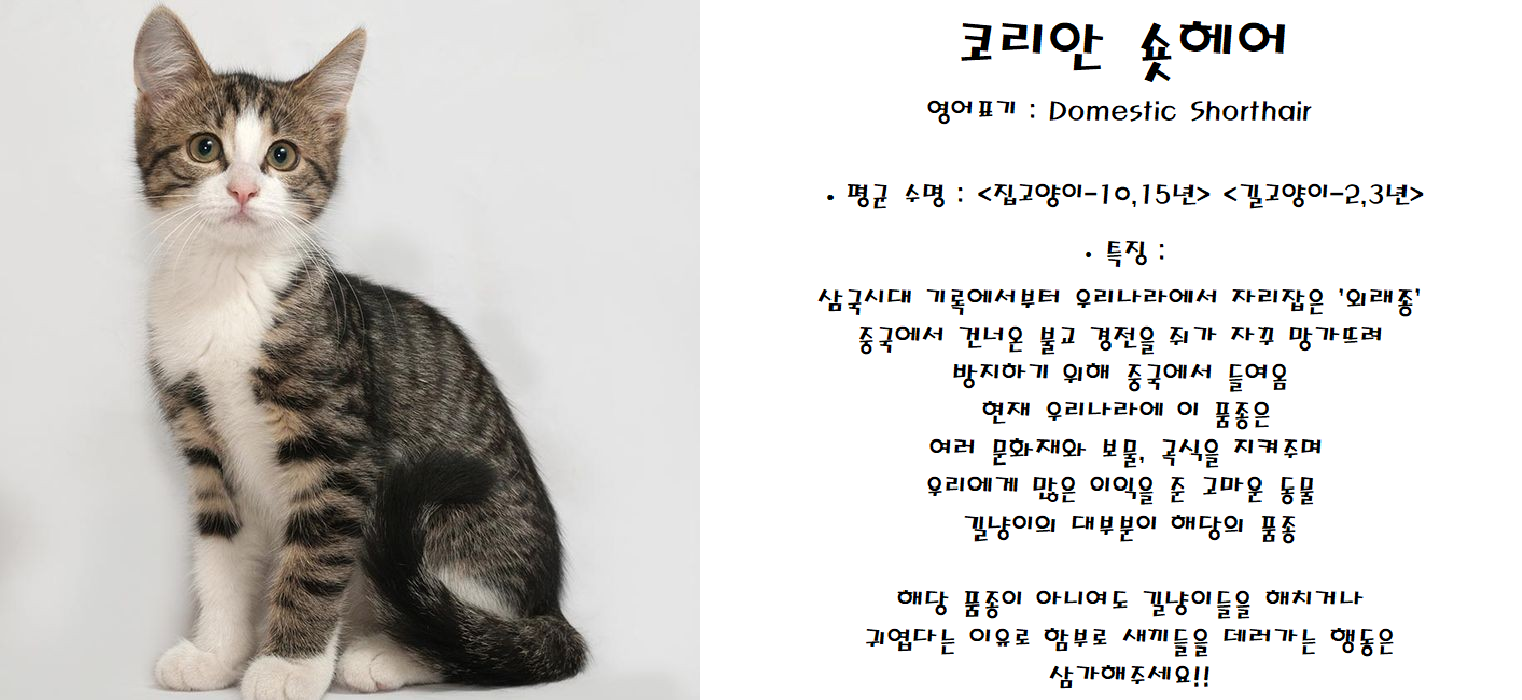 코리안 숏헤어
영어표기 : Domestic Shorthair
· 평균 수명 : <집고양이-10,15년> <길고양이-2,3년>
· 특징 :
삼국시대 기록에서부터 우리나라에서 자리잡은 '외래종'
중국에서 건너온 불교 경전을 쥐가 자꾸 망가뜨려
방지하기 위해 중국에서 들여옴
현재 우리나라에 이 품종은
여러 문화재와 보물, 곡식을 지켜주며
우리에게 많은 이익을 준 고마운 동물
길냥이의 대부분이 해당의 품종
해당 품종이 아니여도 길냥이들을 해치거나
귀엽다는 이유로 함부로 새끼들을 데려가는 행동은
삼가해주세요!!